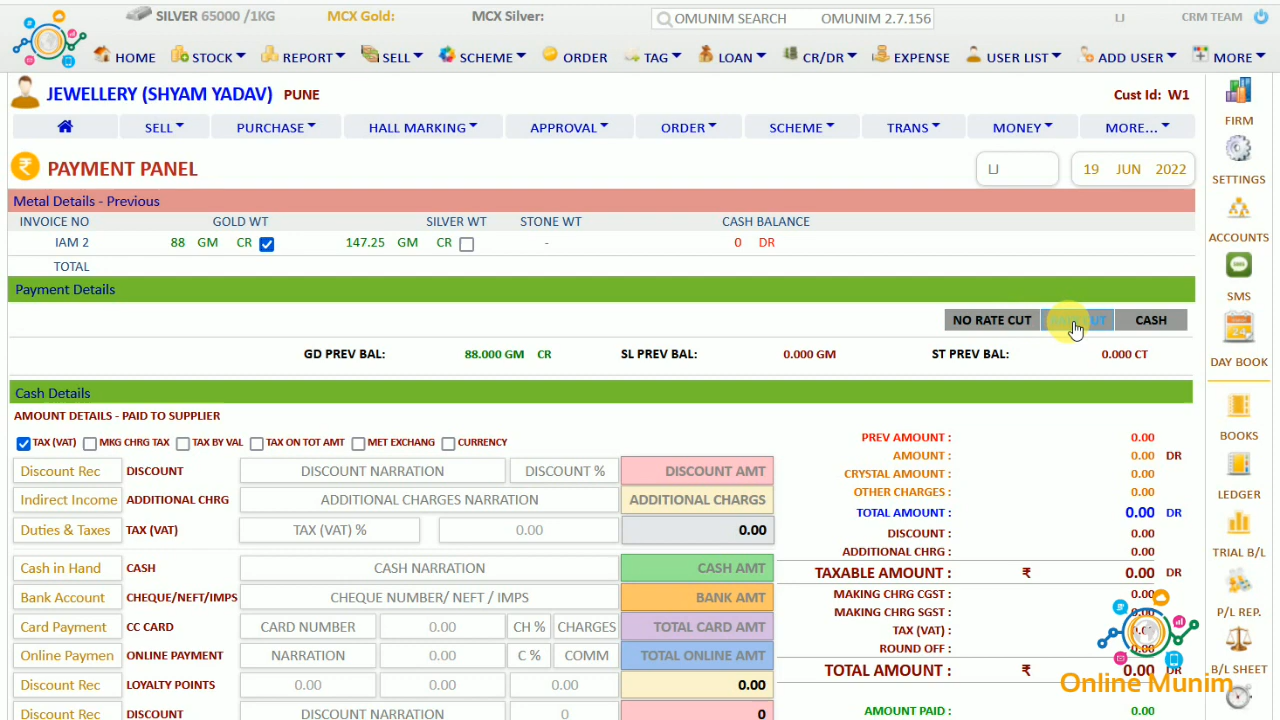 SILVER 65000 /1KG MCX Gold: MCX Silver: OMUNIM SEARCH OMUNIM 2.7.156 LJ CRM TEAM
HOME STOCK REPORT SELL SCHEME ORDER TAG LOAN CR/DR EXPENSE USER LIST ADD USER MORE
JEWELLERY (SHYAM YADAV) PUNE Cust Id: W1
SELL PURCHASE HALL MARKING APPROVAL ORDER SCHEME TRANS MONEY MORE...
PAYMENT PANEL LJ 19 JUN 2022
Metal Details - Previous
INVOICE NO GOLD WT SILVER WT STONE WT CASH BALANCE
IAM 2 88 GM CR 147.25 GM CR - 0 DR
TOTAL
Payment Details
NO RATE CUT CASH
GD PREV BAL: 88.000 GM CR SL PREV BAL: 0.000 GM ST PREV BAL: 0.000 CT
Cash Details
AMOUNT DETAILS - PAID TO SUPPLIER
TAX (VAT) MKG CHRG TAX TAX BY VAL TAX ON TOT AMT MET EXCHANG CURRENCY
Discount Rec DISCOUNT DISCOUNT NARRATION DISCOUNT % DISCOUNT AMT
Indirect Income ADDITIONAL CHRG ADDITIONAL CHARGES NARRATION ADDITIONAL CHARGS
Duties & Taxes TAX (VAT) TAX (VAT) % 0.00 0.00
Cash in Hand CASH CASH NARRATION CASH AMT
Bank Account CHEQUE/NEFT/IMPS CHEQUE NUMBER/ NEFT / IMPS BANK AMT
Card Payment CC CARD CARD NUMBER 0.00 CH % CHARGES TOTAL CARD AMT
Online Paymen ONLINE PAYMENT NARRATION 0.00 C % COMM TOTAL ONLINE AMT
Discount Rec LOYALTY POINTS 0.00 0.00 0.00 0.00
Discount Rec DISCOUNT DISCOUNT NARRATION 0 0
PREV AMOUNT : 0.00
AMOUNT : 0.00 DR
CRYSTAL AMOUNT : 0.00
OTHER CHARGES : 0.00
TOTAL AMOUNT : 0.00 DR
DISCOUNT : 0.00
ADDITIONAL CHRG : 0.00
TAXABLE AMOUNT : ₹ 0.00 DR
MAKING CHRG CGST : 0.00
MAKING CHRG SGST : 0.00
TAX (VAT) : 0.00
ROUND OFF : 0.00
TOTAL AMOUNT : ₹ 0.00 DR
AMOUNT PAID : 0.00
Online Munim
FIRM
SETTINGS
ACCOUNTS
SMS
DAY BOOK
BOOKS
LEDGER
TRIAL B/L
P/L REP.
B/L SHEET